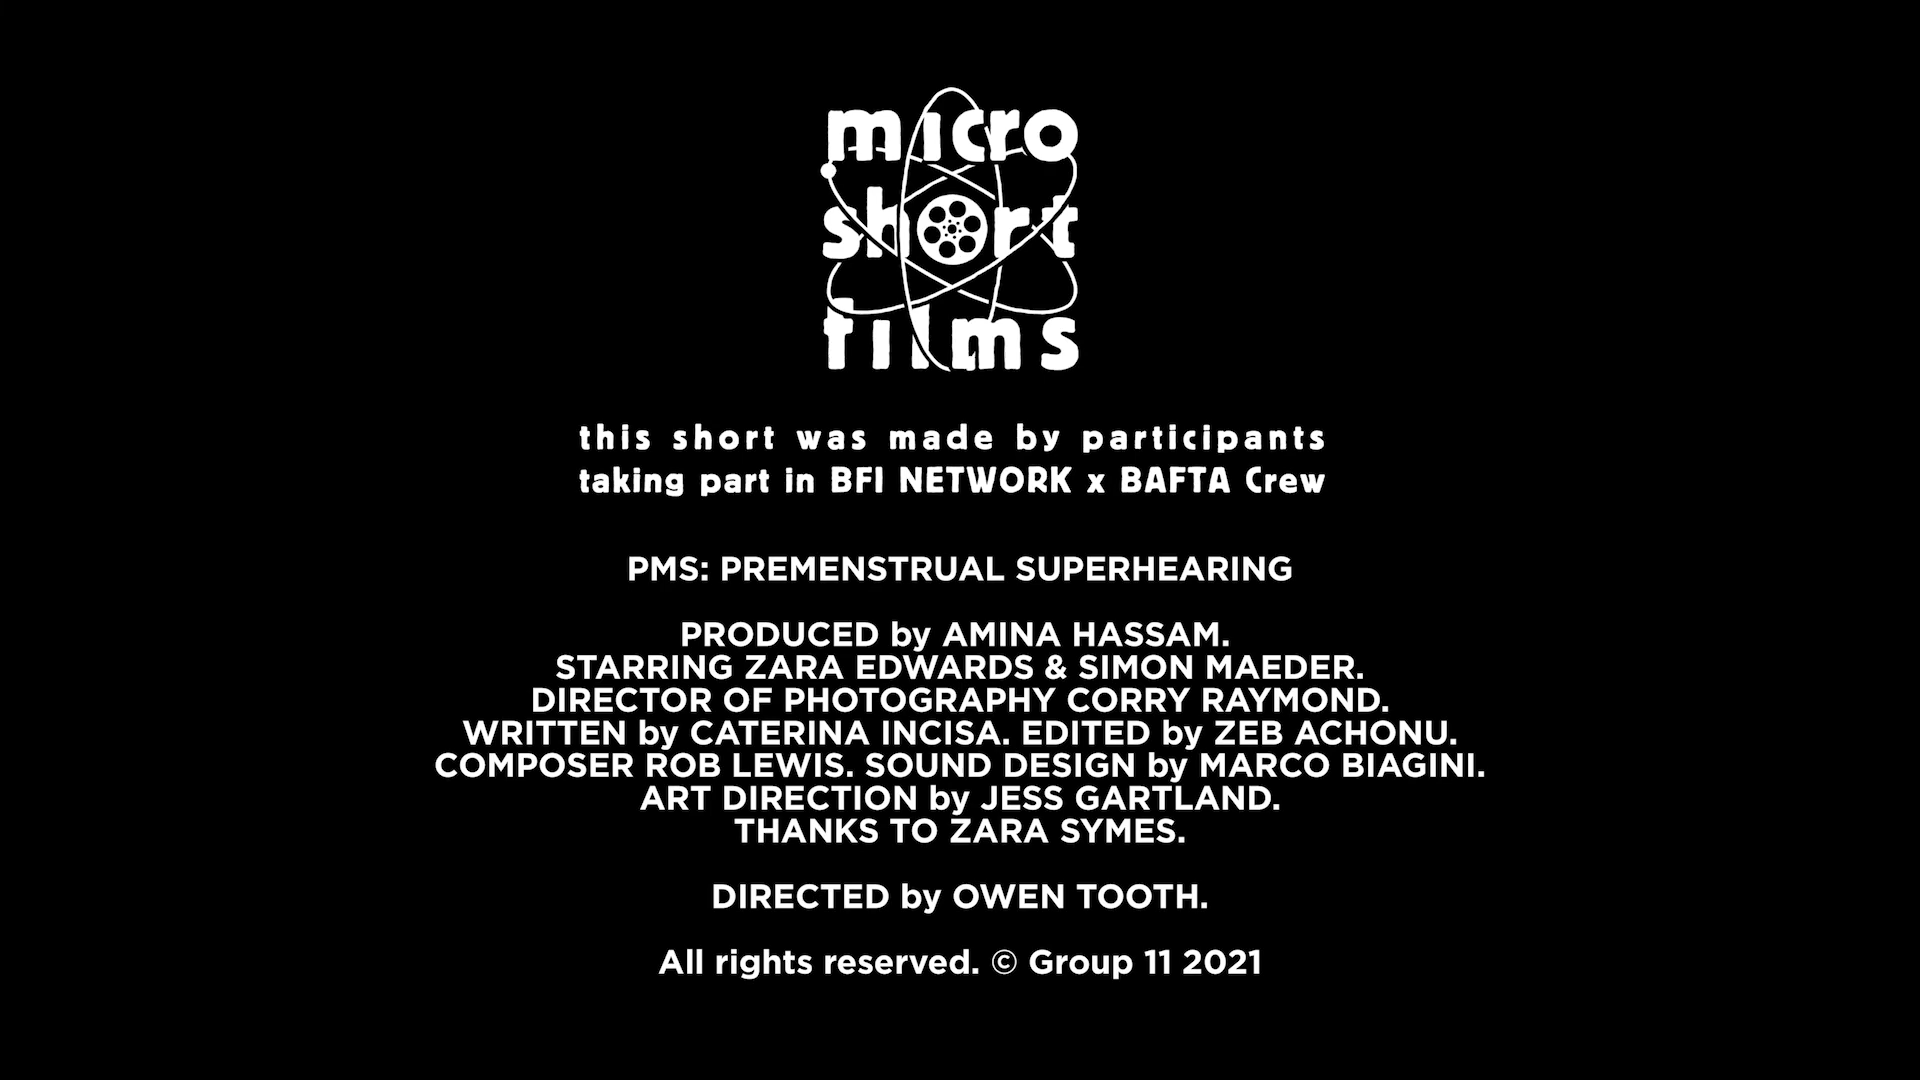 micro
short
films
this short was made by participants
taking part in BFI NETWORK x BAFTA Crew
PMS: PREMENSTRUAL SUPERHEARING
PRODUCED by AMINA HASSAM.
STARRING ZARA EDWARDS & SIMON MAEDER.
DIRECTOR OF PHOTOGRAPHY CORRY RAYMOND.
WRITTEN by CATERINA INCISA. EDITED by ZEB ACHONU.
COMPOSER ROB LEWIS. SOUND DESIGN by MARCO BIAGINI.
ART DIRECTION by JESS GARTLAND.
THANKS TO ZARA SYMES.
DIRECTED by OWEN TOOTH.
All rights reserved. © Group 11 2021